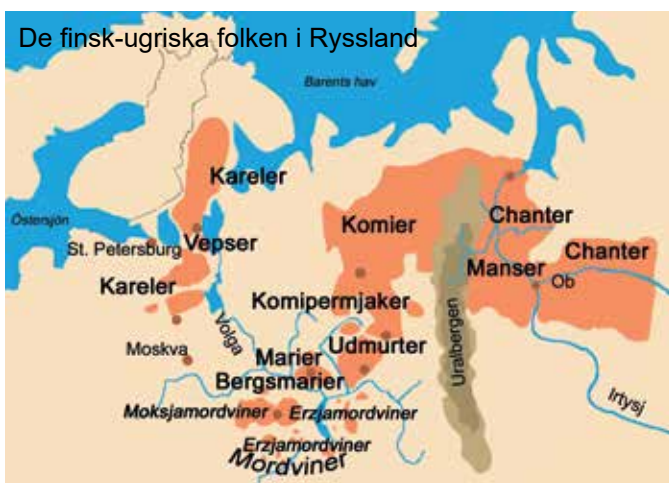 De finsk-ugriska folken i Ryssland
Barents hav
Kareler
Östersjön
St. Petersburg
Vepser
Komier
Chanter
Chanter
Manser
Ob
Kareler
Komipermjaker
Volga
Uralbergen
Moskva
Marier
Udmurter
Bergsmarier
Irtysj
Moksjamordviner
Erzjamordviner
Erzjamordviner
Mordviner